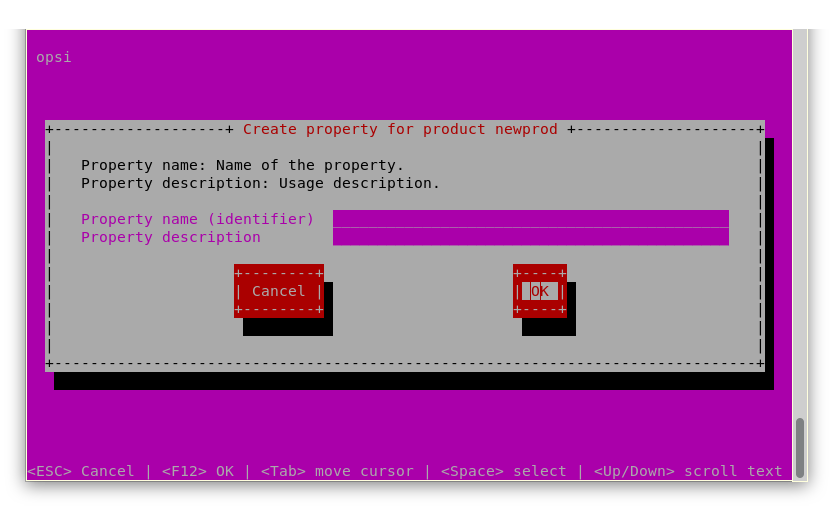 opsi
Create property for product newprod
Property name: Name of the property.
Property description: Usage description.
Property name (identifier)
Property description
Cancel
OK
<ESC> Cancel | <F12> OK | <Tab> move cursor | <Space> select | <Up/Down> scroll text